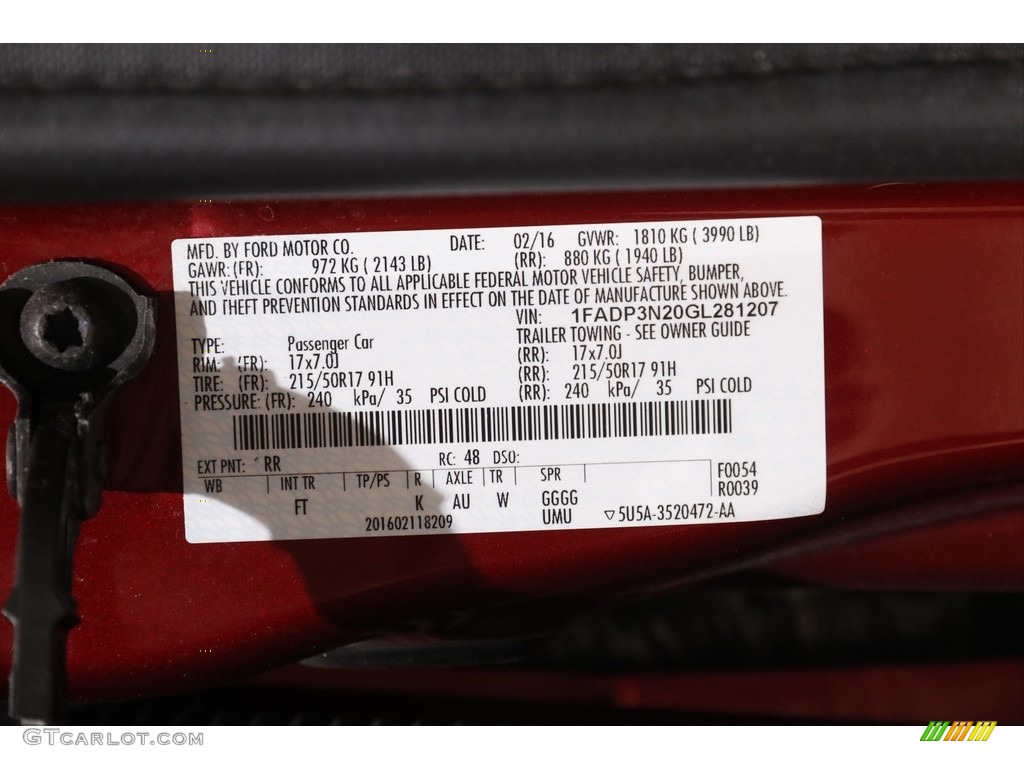 MFD. BY FORD MOTOR CO. DATE: 02/16 GVWR: 1810 KG ( 3990 LB)
GAWR: (FR): 972 KG ( 2143 LB) (RR): 880 KG ( 1940 LB)
THIS VEHICLE CONFORMS TO ALL APPLICABLE FEDERAL MOTOR VEHICLE SAFETY, BUMPER,
AND THEFT PREVENTION STANDARDS IN EFFECT ON THE DATE OF MANUFACTURE SHOWN ABOVE.
VIN: 1FADP3N20GL281207
TYPE: Passenger Car TRAILER TOWING - SEE OWNER GUIDE
RIM: (FR): 17x7.0J (RR): 17x7.0J
TIRE: (FR): 215/50R17 91H (RR): 215/50R17 91H
PRESSURE: (FR): 240 kPa/ 35 PSI COLD (RR): 240 kPa/ 35 PSI COLD
EXT PNT: RR RC: 48 DSO:
WB INT TR TP/PS R AXLE TR SPR F0054
FT K AU W GGGG R0039
201602118209 UMU ▽5U5A-3520472-AA
GTcarlot.com